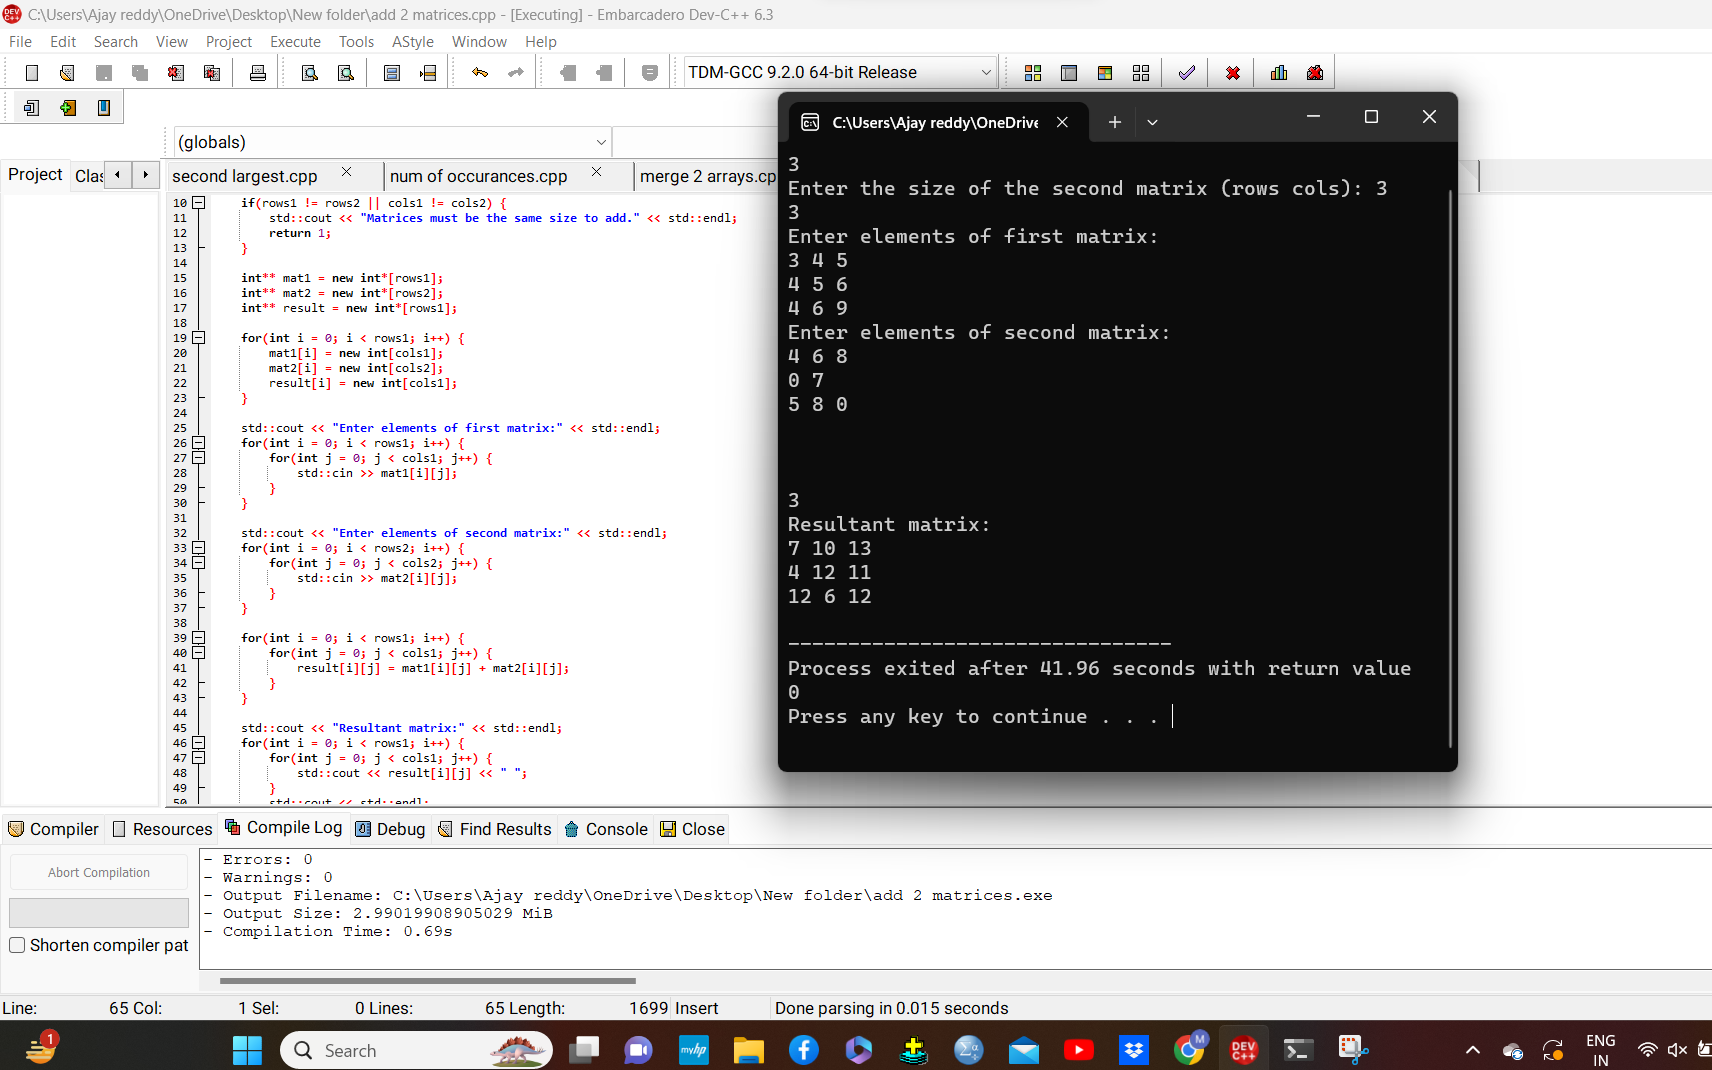 C:\Users\Ajay reddy\OneDrive\Desktop\New folder\add 2 matrices.cpp - [Executing] - Embarcadero Dev-C++ 6.3
File Edit Search View Project Execute Tools AStyle Window Help
TDM-GCC 9.2.0 64-bit Release
(globals)
Project Clas
second largest.cpp num of occurances.cpp merge 2 arrays.cp
10 if(rows1 != rows2 || cols1 != cols2) {
11 std::cout << "Matrices must be the same size to add." << std::endl;
12 return 1;
13 }
14
15 int** mat1 = new int*[rows1];
16 int** mat2 = new int*[rows2];
17 int** result = new int*[rows1];
18
19 for(int i = 0; i < rows1; i++) {
20 mat1[i] = new int[cols1];
21 mat2[i] = new int[cols2];
22 result[i] = new int[cols1];
23 }
24
25 std::cout << "Enter elements of first matrix:" << std::endl;
26 for(int i = 0; i < rows1; i++) {
27 for(int j = 0; j < cols1; j++) {
28 std::cin >> mat1[i][j];
29 }
30 }
31
32 std::cout << "Enter elements of second matrix:" << std::endl;
33 for(int i = 0; i < rows2; i++) {
34 for(int j = 0; j < cols2; j++) {
35 std::cin >> mat2[i][j];
36 }
37 }
38
39 for(int i = 0; i < rows1; i++) {
40 for(int j = 0; j < cols1; j++) {
41 result[i][j] = mat1[i][j] + mat2[i][j];
42 }
43 }
44
45 std::cout << "Resultant matrix:" << std::endl;
46 for(int i = 0; i < rows1; i++) {
47 for(int j = 0; j < cols1; j++) {
48 std::cout << result[i][j] << " ";
49 }
50 std::cout << std::endl;
C:\Users\Ajay reddy\OneDrive
3
Enter the size of the second matrix (rows cols): 3
3
Enter elements of first matrix:
3 4 5
4 5 6
4 6 9
Enter elements of second matrix:
4 6 8
0 7
5 8 0
3
Resultant matrix:
7 10 13
4 12 11
12 6 12
--------------------------------
Process exited after 41.96 seconds with return value
0
Press any key to continue . . .
Compiler Resources Compile Log Debug Find Results Console Close
Abort Compilation
Shorten compiler pat
- Errors: 0
- Warnings: 0
- Output Filename: C:\Users\Ajay reddy\OneDrive\Desktop\New folder\add 2 matrices.exe
- Output Size: 2.99019908905029 MiB
- Compilation Time: 0.69s
Line: 65 Col: 1 Sel: 0 Lines: 65 Length: 1699 Insert Done parsing in 0.015 seconds
1
Search
myhp
M
DEV C++
ENG
IN